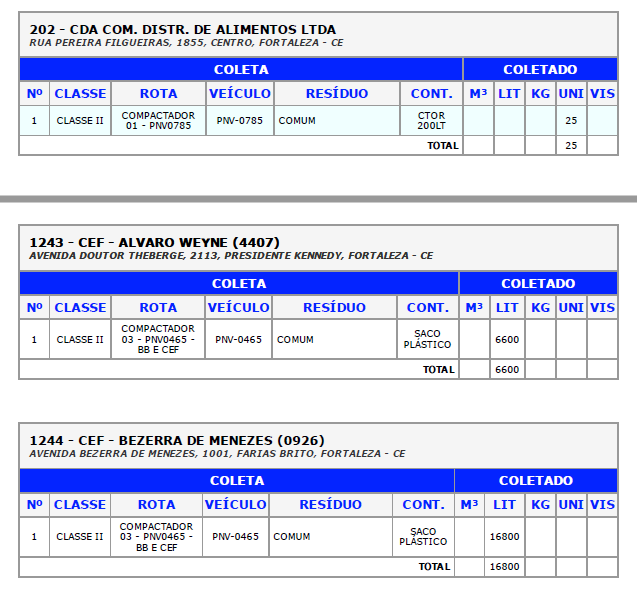 202 - CDA COM. DISTR. DE ALIMENTOS LTDA
RUA PEREIRA FILGUEIRAS, 1855, CENTRO, FORTALEZA - CE
COLETA COLETADO
Nº CLASSE ROTA VEÍCULO RESÍDUO CONT. M³ LIT KG UNI VIS
1 CLASSE II COMPACTADOR 01 - PNV0785 PNV-0785 COMUM CTOR 200LT 25
TOTAL 25
1243 - CEF - ALVARO WEYNE (4407)
AVENIDA DOUTOR THEBERGE, 2113, PRESIDENTE KENNEDY, FORTALEZA - CE
COLETA COLETADO
Nº CLASSE ROTA VEÍCULO RESÍDUO CONT. M³ LIT KG UNI VIS
1 CLASSE II COMPACTADOR 03 - PNV0465 - BB E CEF PNV-0465 COMUM SACO PLÁSTICO 6600
TOTAL 6600
1244 - CEF - BEZERRA DE MENEZES (0926)
AVENIDA BEZERRA DE MENEZES, 1001, FARIAS BRITO, FORTALEZA - CE
COLETA COLETADO
Nº CLASSE ROTA VEÍCULO RESÍDUO CONT. M³ LIT KG UNI VIS
1 CLASSE II COMPACTADOR 03 - PNV0465 - BB E CEF PNV-0465 COMUM SACO PLÁSTICO 16800
TOTAL 16800